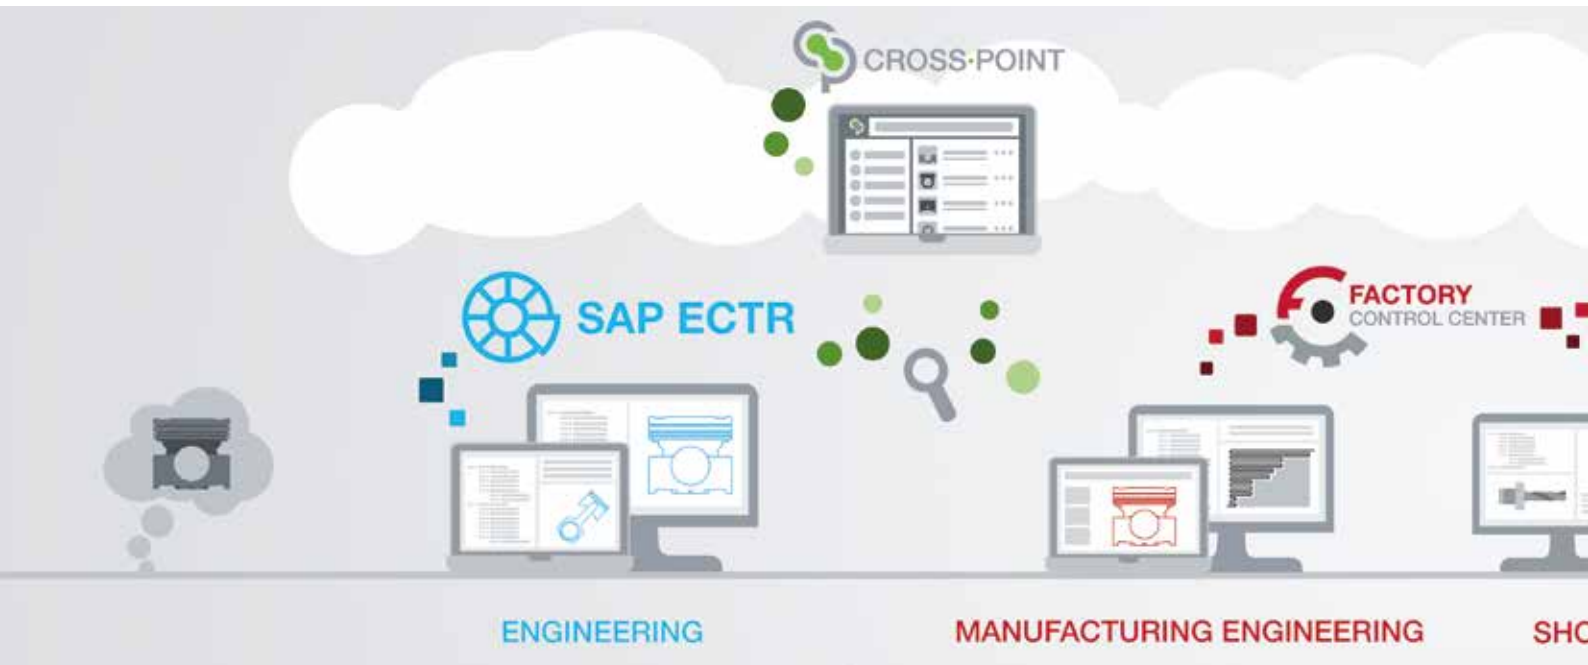 CROSS·POINT
SAP ECTR
FACTORY
CONTROL CENTER
ENGINEERING
MANUFACTURING ENGINEERING